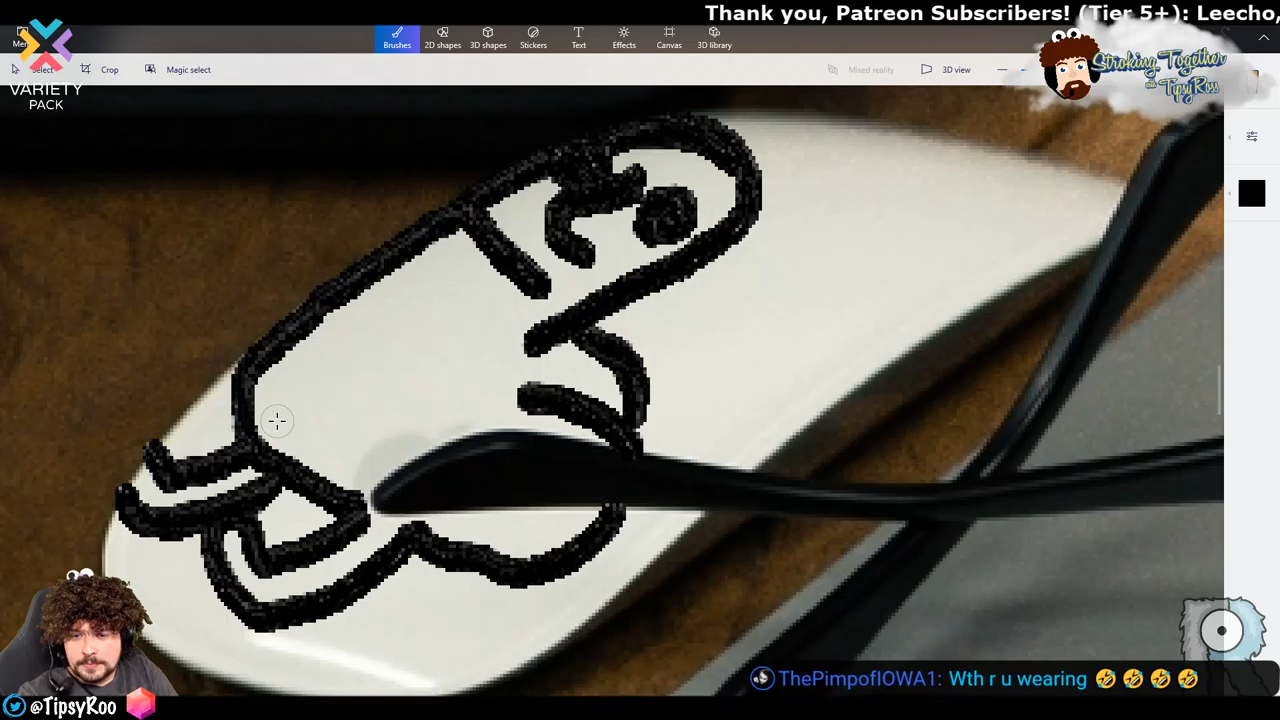 Thank you, Patreon Subscribers! (Tier 5+): Leecho,
Brushes
2D shapes
3D shapes
Stickers
Text
Effects
Canvas
3D library
Select
Crop
Magic select
Mixed reality
3D view
VARIETY
PACK
Stroking Together
with TipsyRoss
ThePimpofIOWA1: Wth r u wearing 🤣 🤣 🤣 🤣
@TipsyRoo